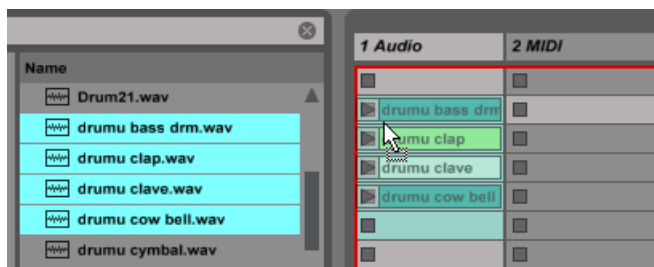 Name
Drum21.wav
drumu bass drm.wav
drumu clap.wav
drumu clave.wav
drumu cow bell.wav
drumu cymbal.wav
1 Audio
2 MIDI
drumu bass drm
umu clap
drumu clave
drumu cow bell